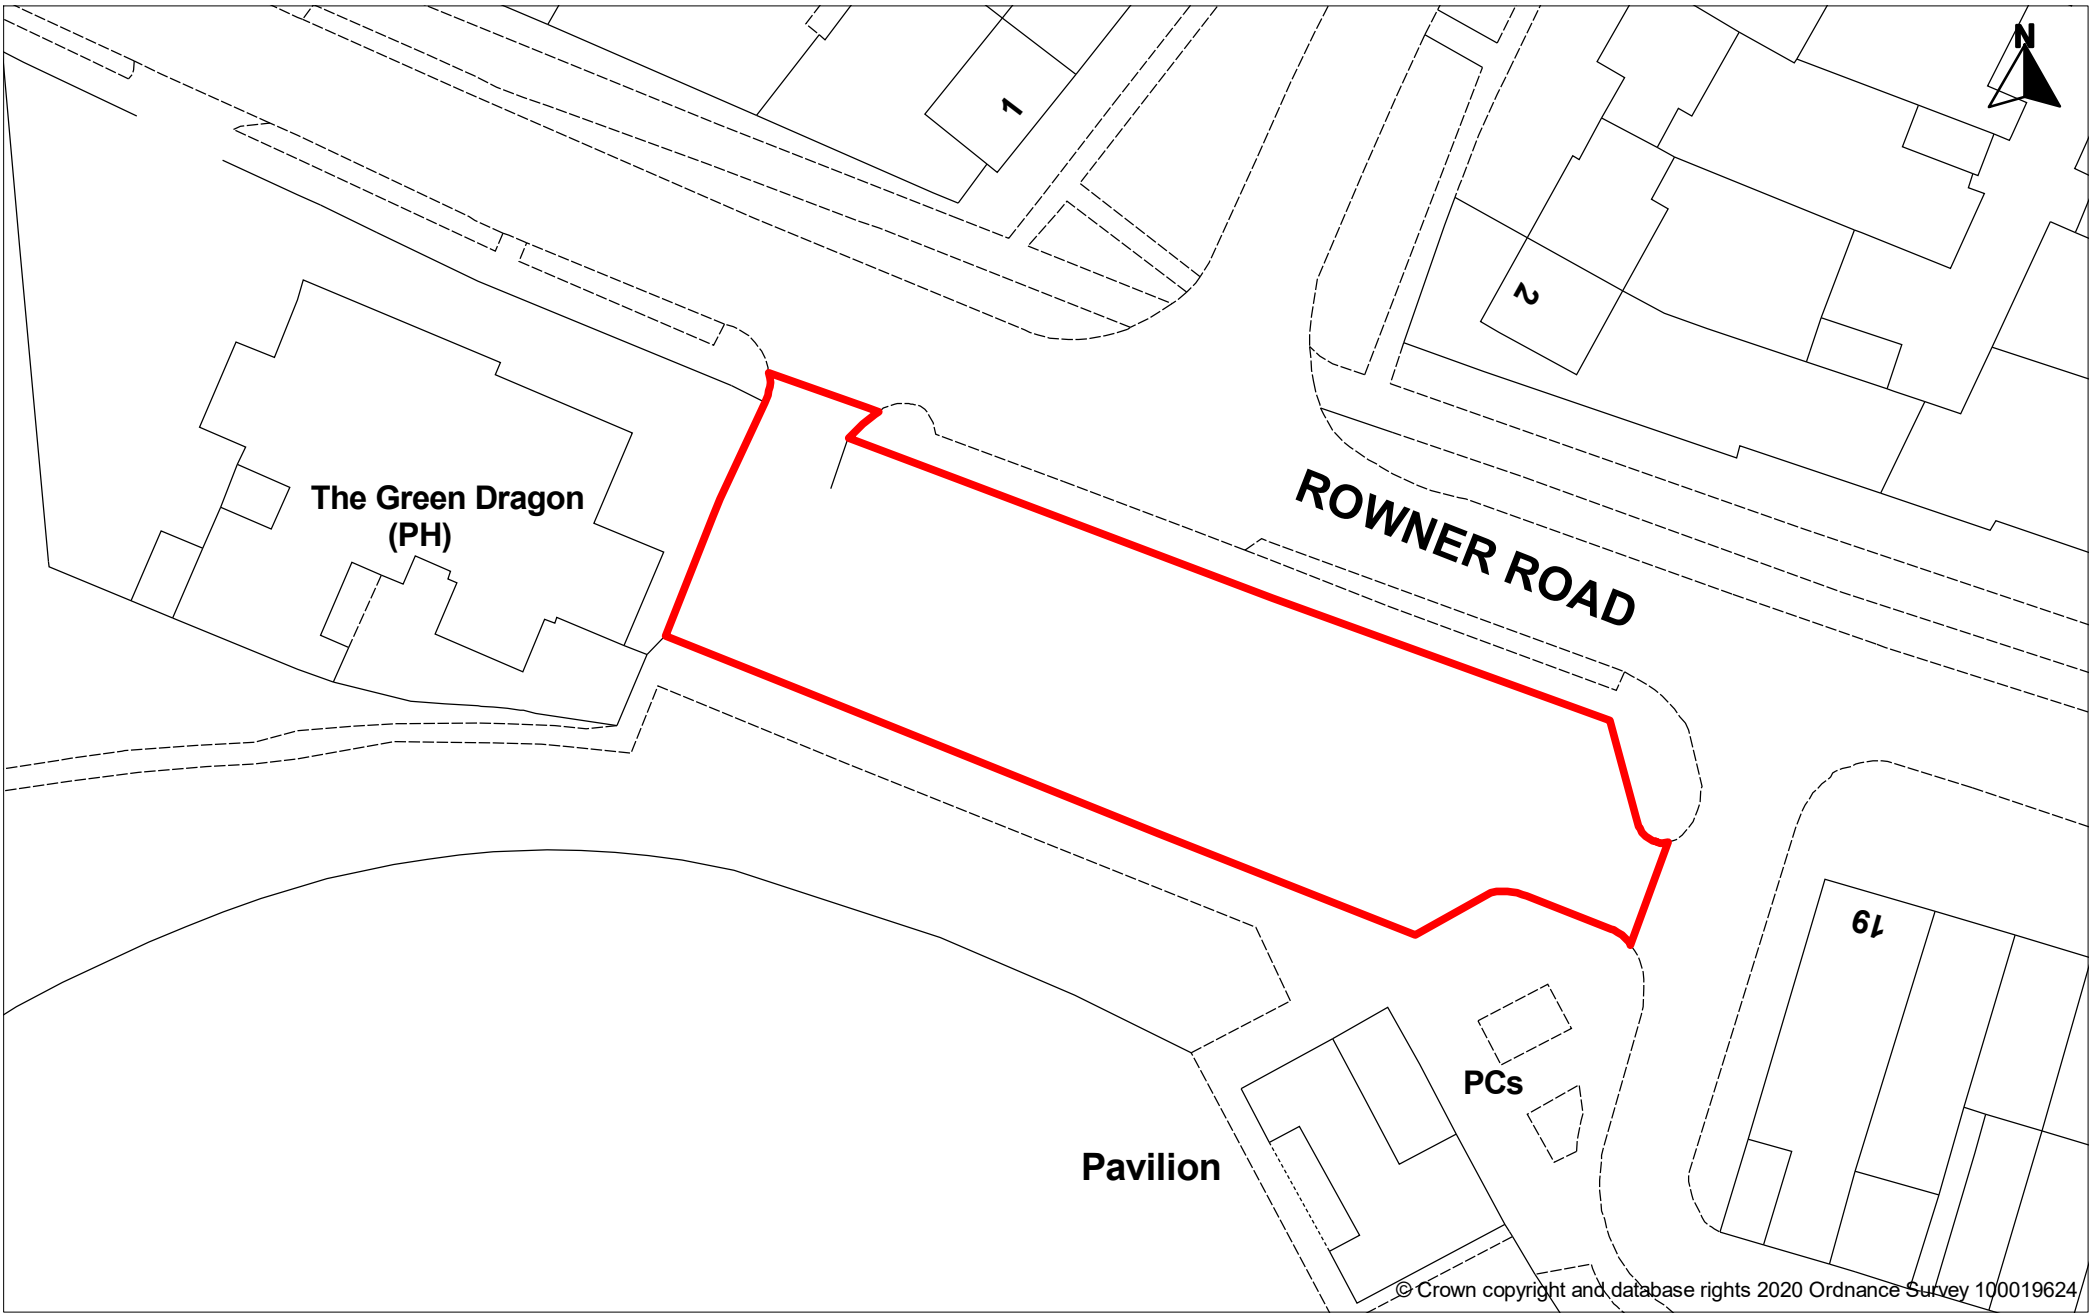 N
1
2
The Green Dragon
(PH)
ROWNER ROAD
19
PCs
Pavilion
© Crown copyright and database rights 2020 Ordnance Survey 100019624